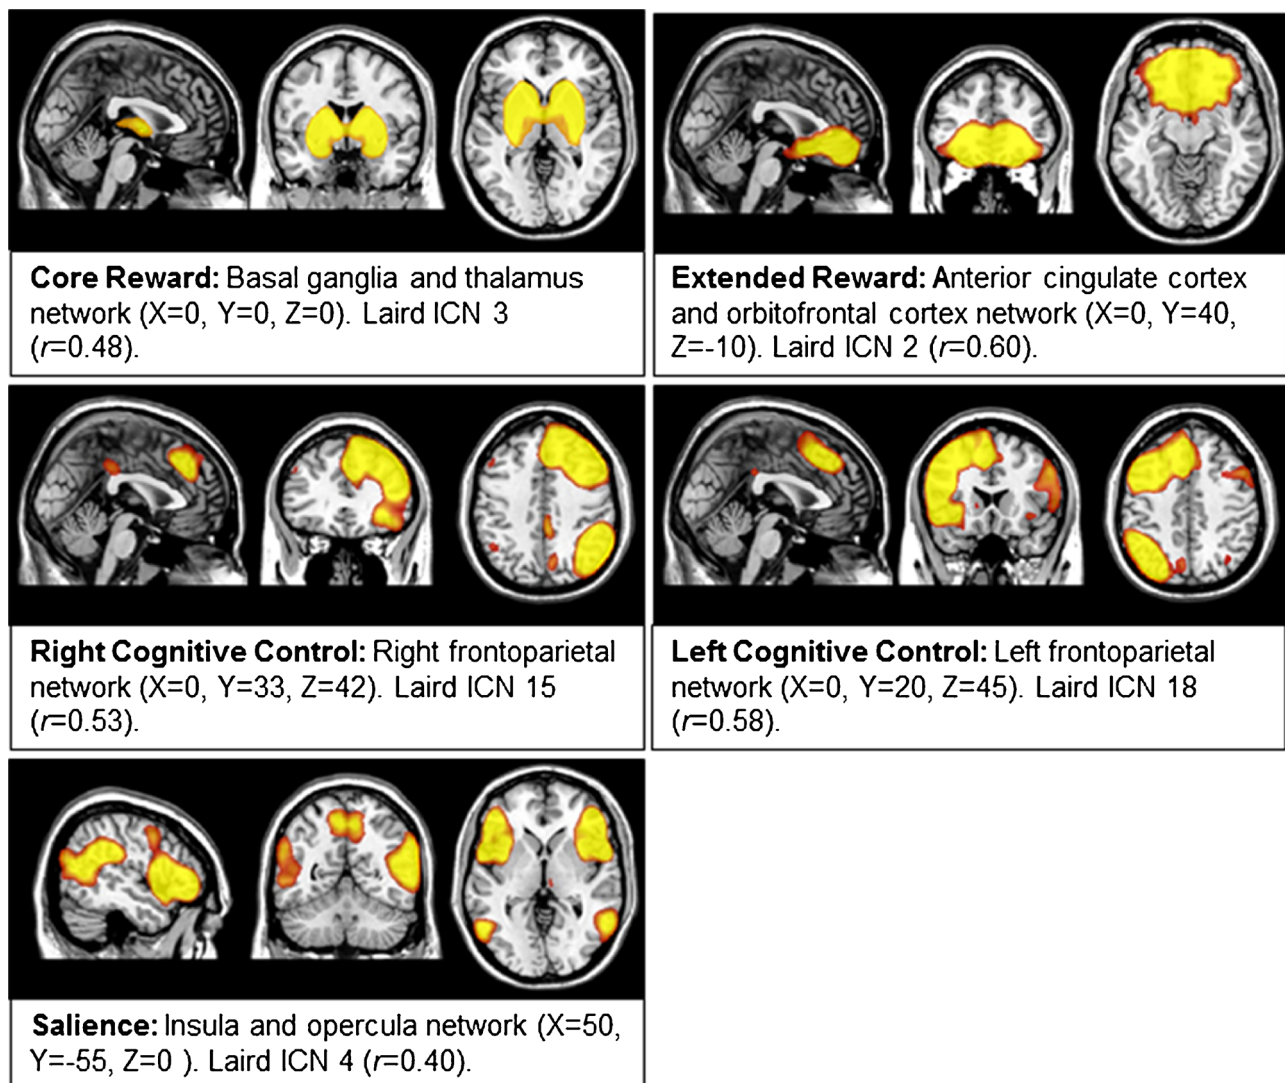 Core Reward: Basal ganglia and thalamus
network (X=0, Y=0, Z=0). Laird ICN 3
(r=0.48).
Extended Reward: Anterior cingulate cortex
and orbitofrontal cortex network (X=0, Y=40,
Z=-10). Laird ICN 2 (r=0.60).
Right Cognitive Control: Right frontoparietal
network (X=0, Y=33, Z=42). Laird ICN 15
(r=0.53).
Left Cognitive Control: Left frontoparietal
network (X=0, Y=20, Z=45). Laird ICN 18
(r=0.58).
Salience: Insula and opercula network (X=50,
Y=-55, Z=0 ). Laird ICN 4 (r=0.40).